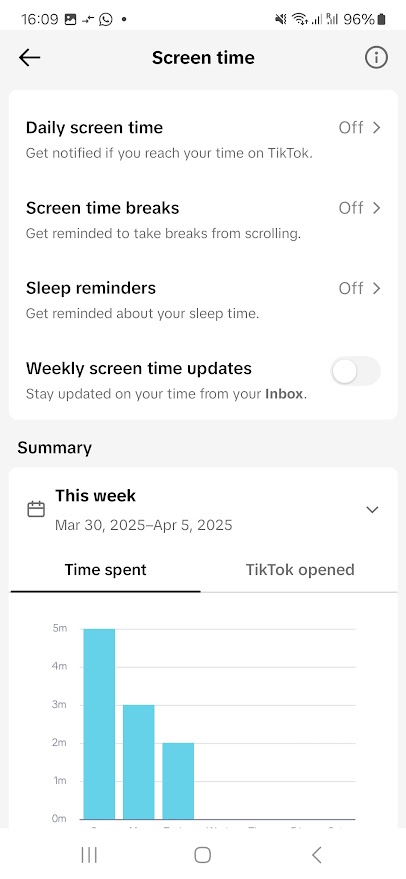 16:09
96%
Screen time
Daily screen time
Off
Get notified if you reach your time on TikTok.
Screen time breaks
Off
Get reminded to take breaks from scrolling.
Sleep reminders
Off
Get reminded about your sleep time.
Weekly screen time updates
Stay updated on your time from your Inbox.
Summary
This week
Mar 30, 2025–Apr 5, 2025
Time spent
TikTok opened
5m
4m
3m
2m
1m
0m